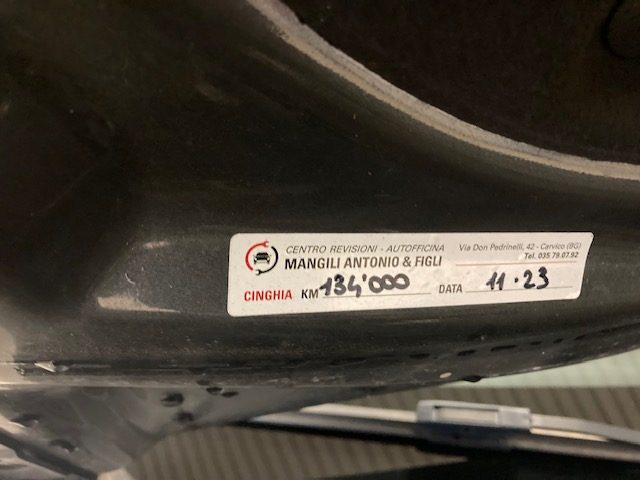 CENTRO REVISIONI - AUTOFFICINA
MANGILI ANTONIO & FIGLI
Via Don Pedrinelli, 42 - Carvico (BG)
Tel. 035 79.07.92
CINGHIA KM 134'000 DATA 11.23